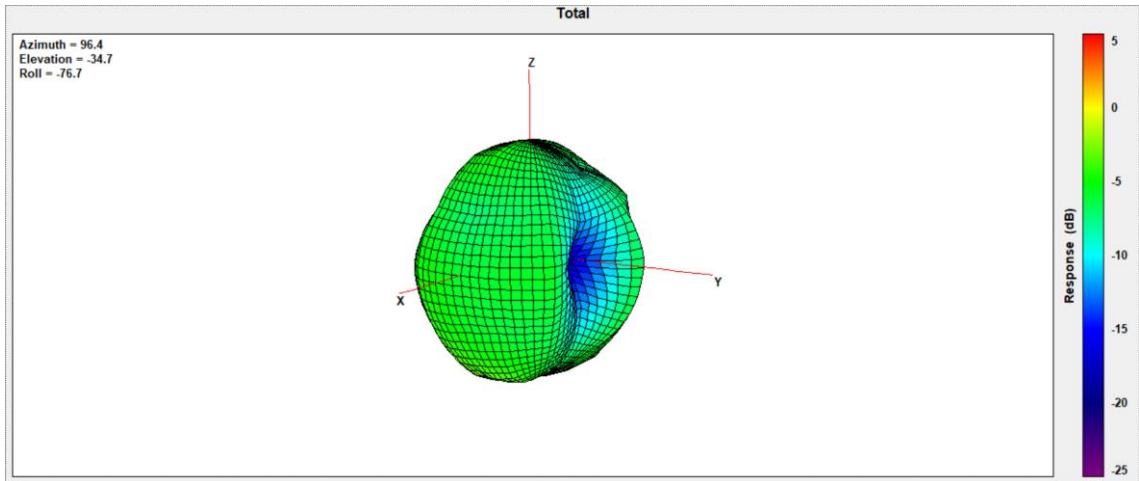 Total
Azimuth = 96.4
Elevation = -34.7
Roll = -76.7
Z
X
Y
5
0
-5
-10
-15
-20
-25
Response (dB)